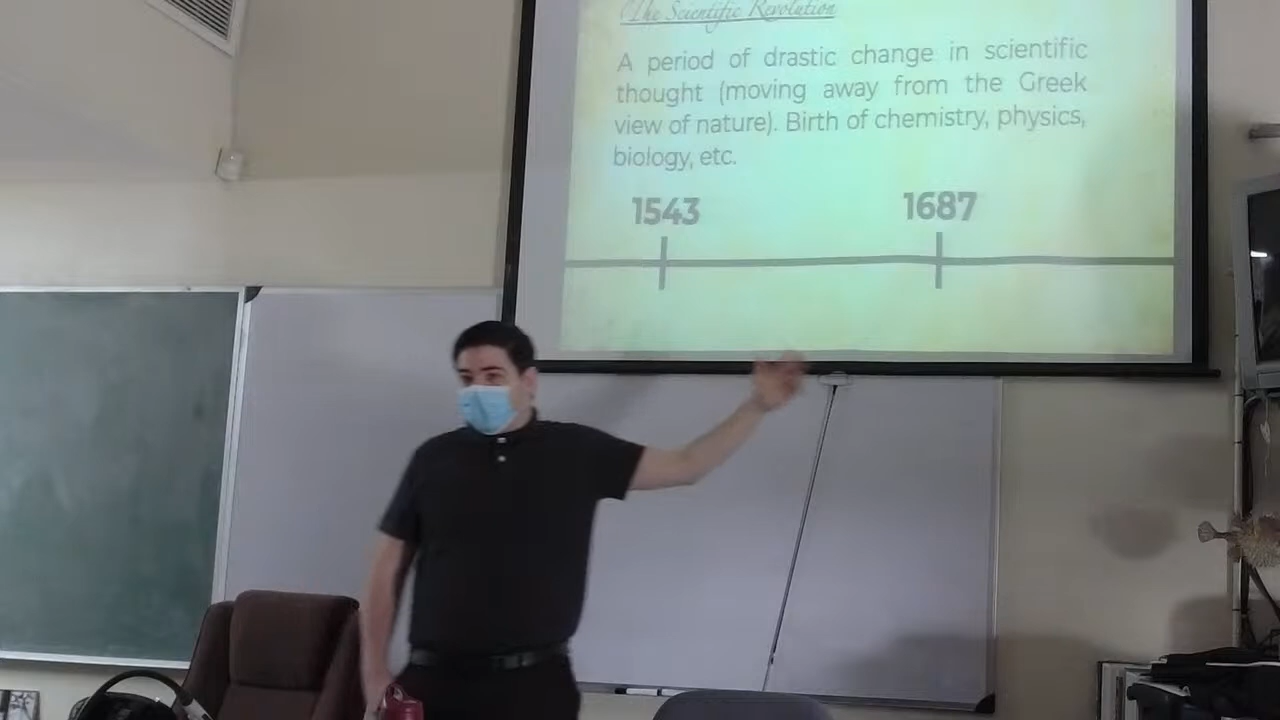 The Scientific Revolution
A period of drastic change in scientific
thought (moving away from the Greek
view of nature). Birth of chemistry, physics,
biology, etc.
1543 1687